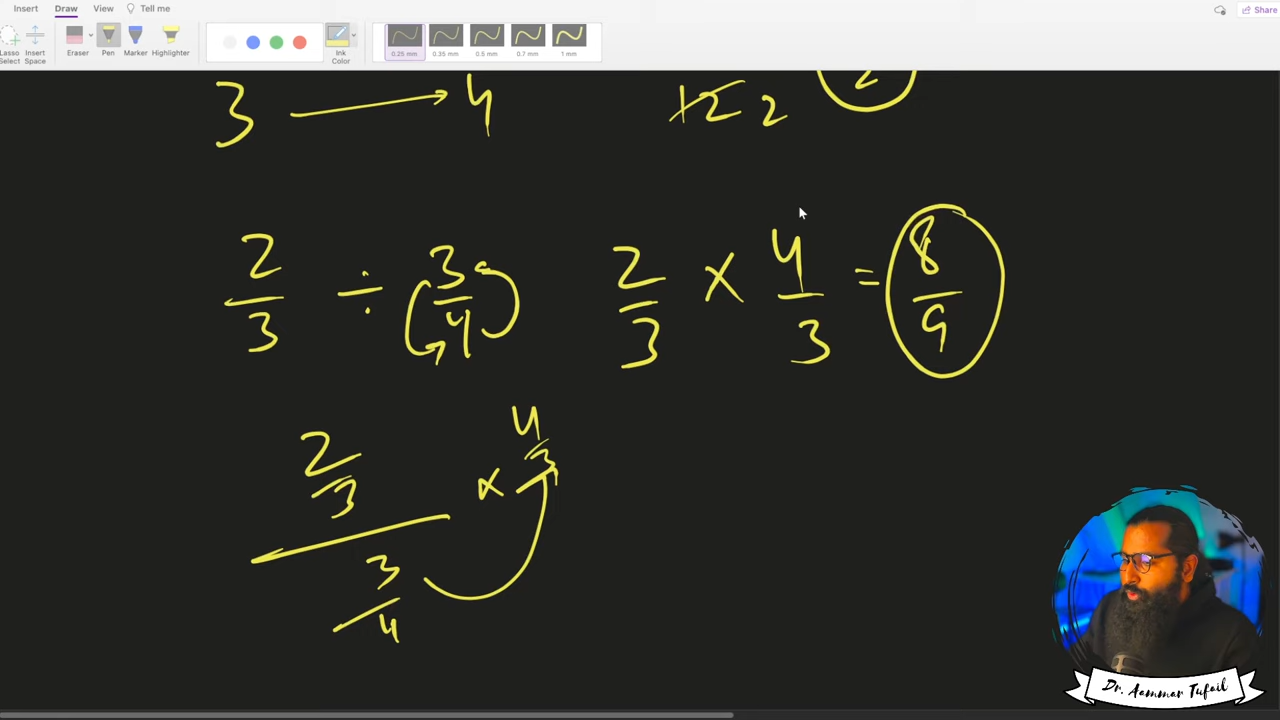 Insert Draw View Tell me Share
Lasso Select Insert Space Eraser Pen Marker Highlighter Ink Color 0.25 mm 0.35 mm 0.5 mm 0.7 mm 1 mm
3 → 4 12 2 2
2/3 ÷ 3/4 2/3 × 4/3 = 8/9
2/3 × 4/3
3/4
Dr. Aammar Tufail